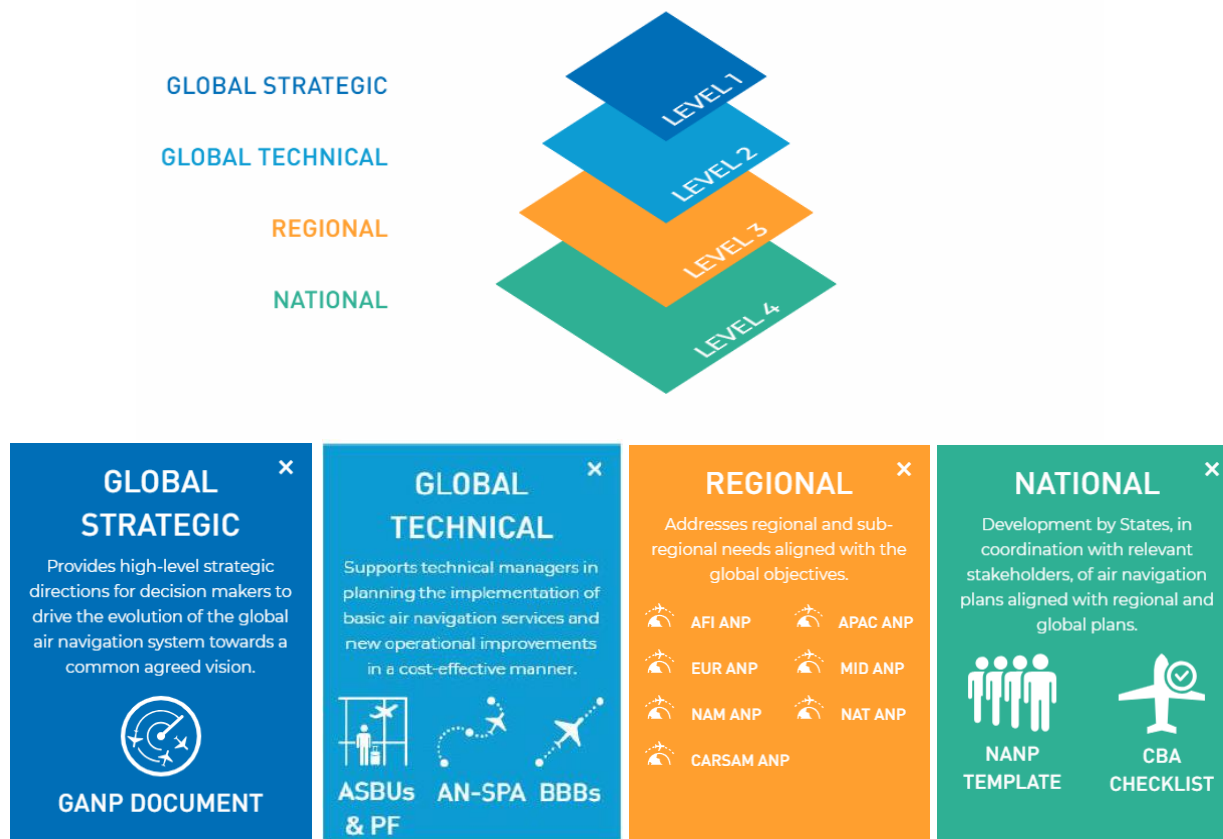 GLOBAL STRATEGIC
LEVEL 1
GLOBAL TECHNICAL
LEVEL 2
REGIONAL
LEVEL 3
NATIONAL
LEVEL 4
×
GLOBAL
STRATEGIC
Provides high-level strategic
directions for decision makers to
drive the evolution of the global
air navigation system towards a
common agreed vision.
GANP DOCUMENT
×
GLOBAL
TECHNICAL
Supports technical managers in
planning the implementation of
basic air navigation services and
new operational improvements
in a cost-effective manner.
ASBUs
& PF
AN-SPA
BBBs
×
REGIONAL
Addresses regional and sub-
regional needs aligned with the
global objectives.
AFI ANP
APAC ANP
EUR ANP
MID ANP
NAM ANP
NAT ANP
CARSAM ANP
×
NATIONAL
Development by States, in
coordination with relevant
stakeholders, of air navigation
plans aligned with regional and
global plans.
NANP
TEMPLATE
CBA
CHECKLIST